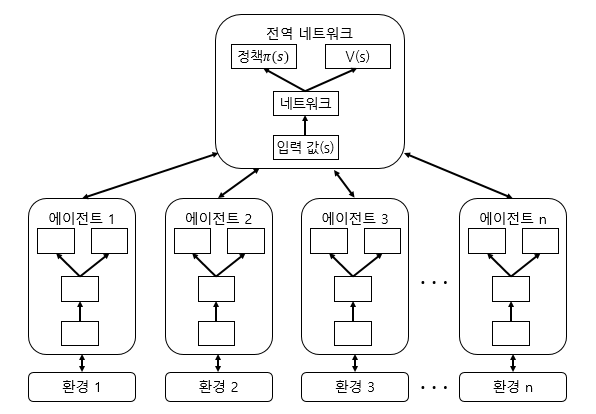 전역 네트워크
정책π(s)
V(s)
네트워크
입력 값(s)
에이전트 1
에이전트 2
에이전트 3
에이전트 n
· · ·
환경 1
환경 2
환경 3
· · ·
환경 n